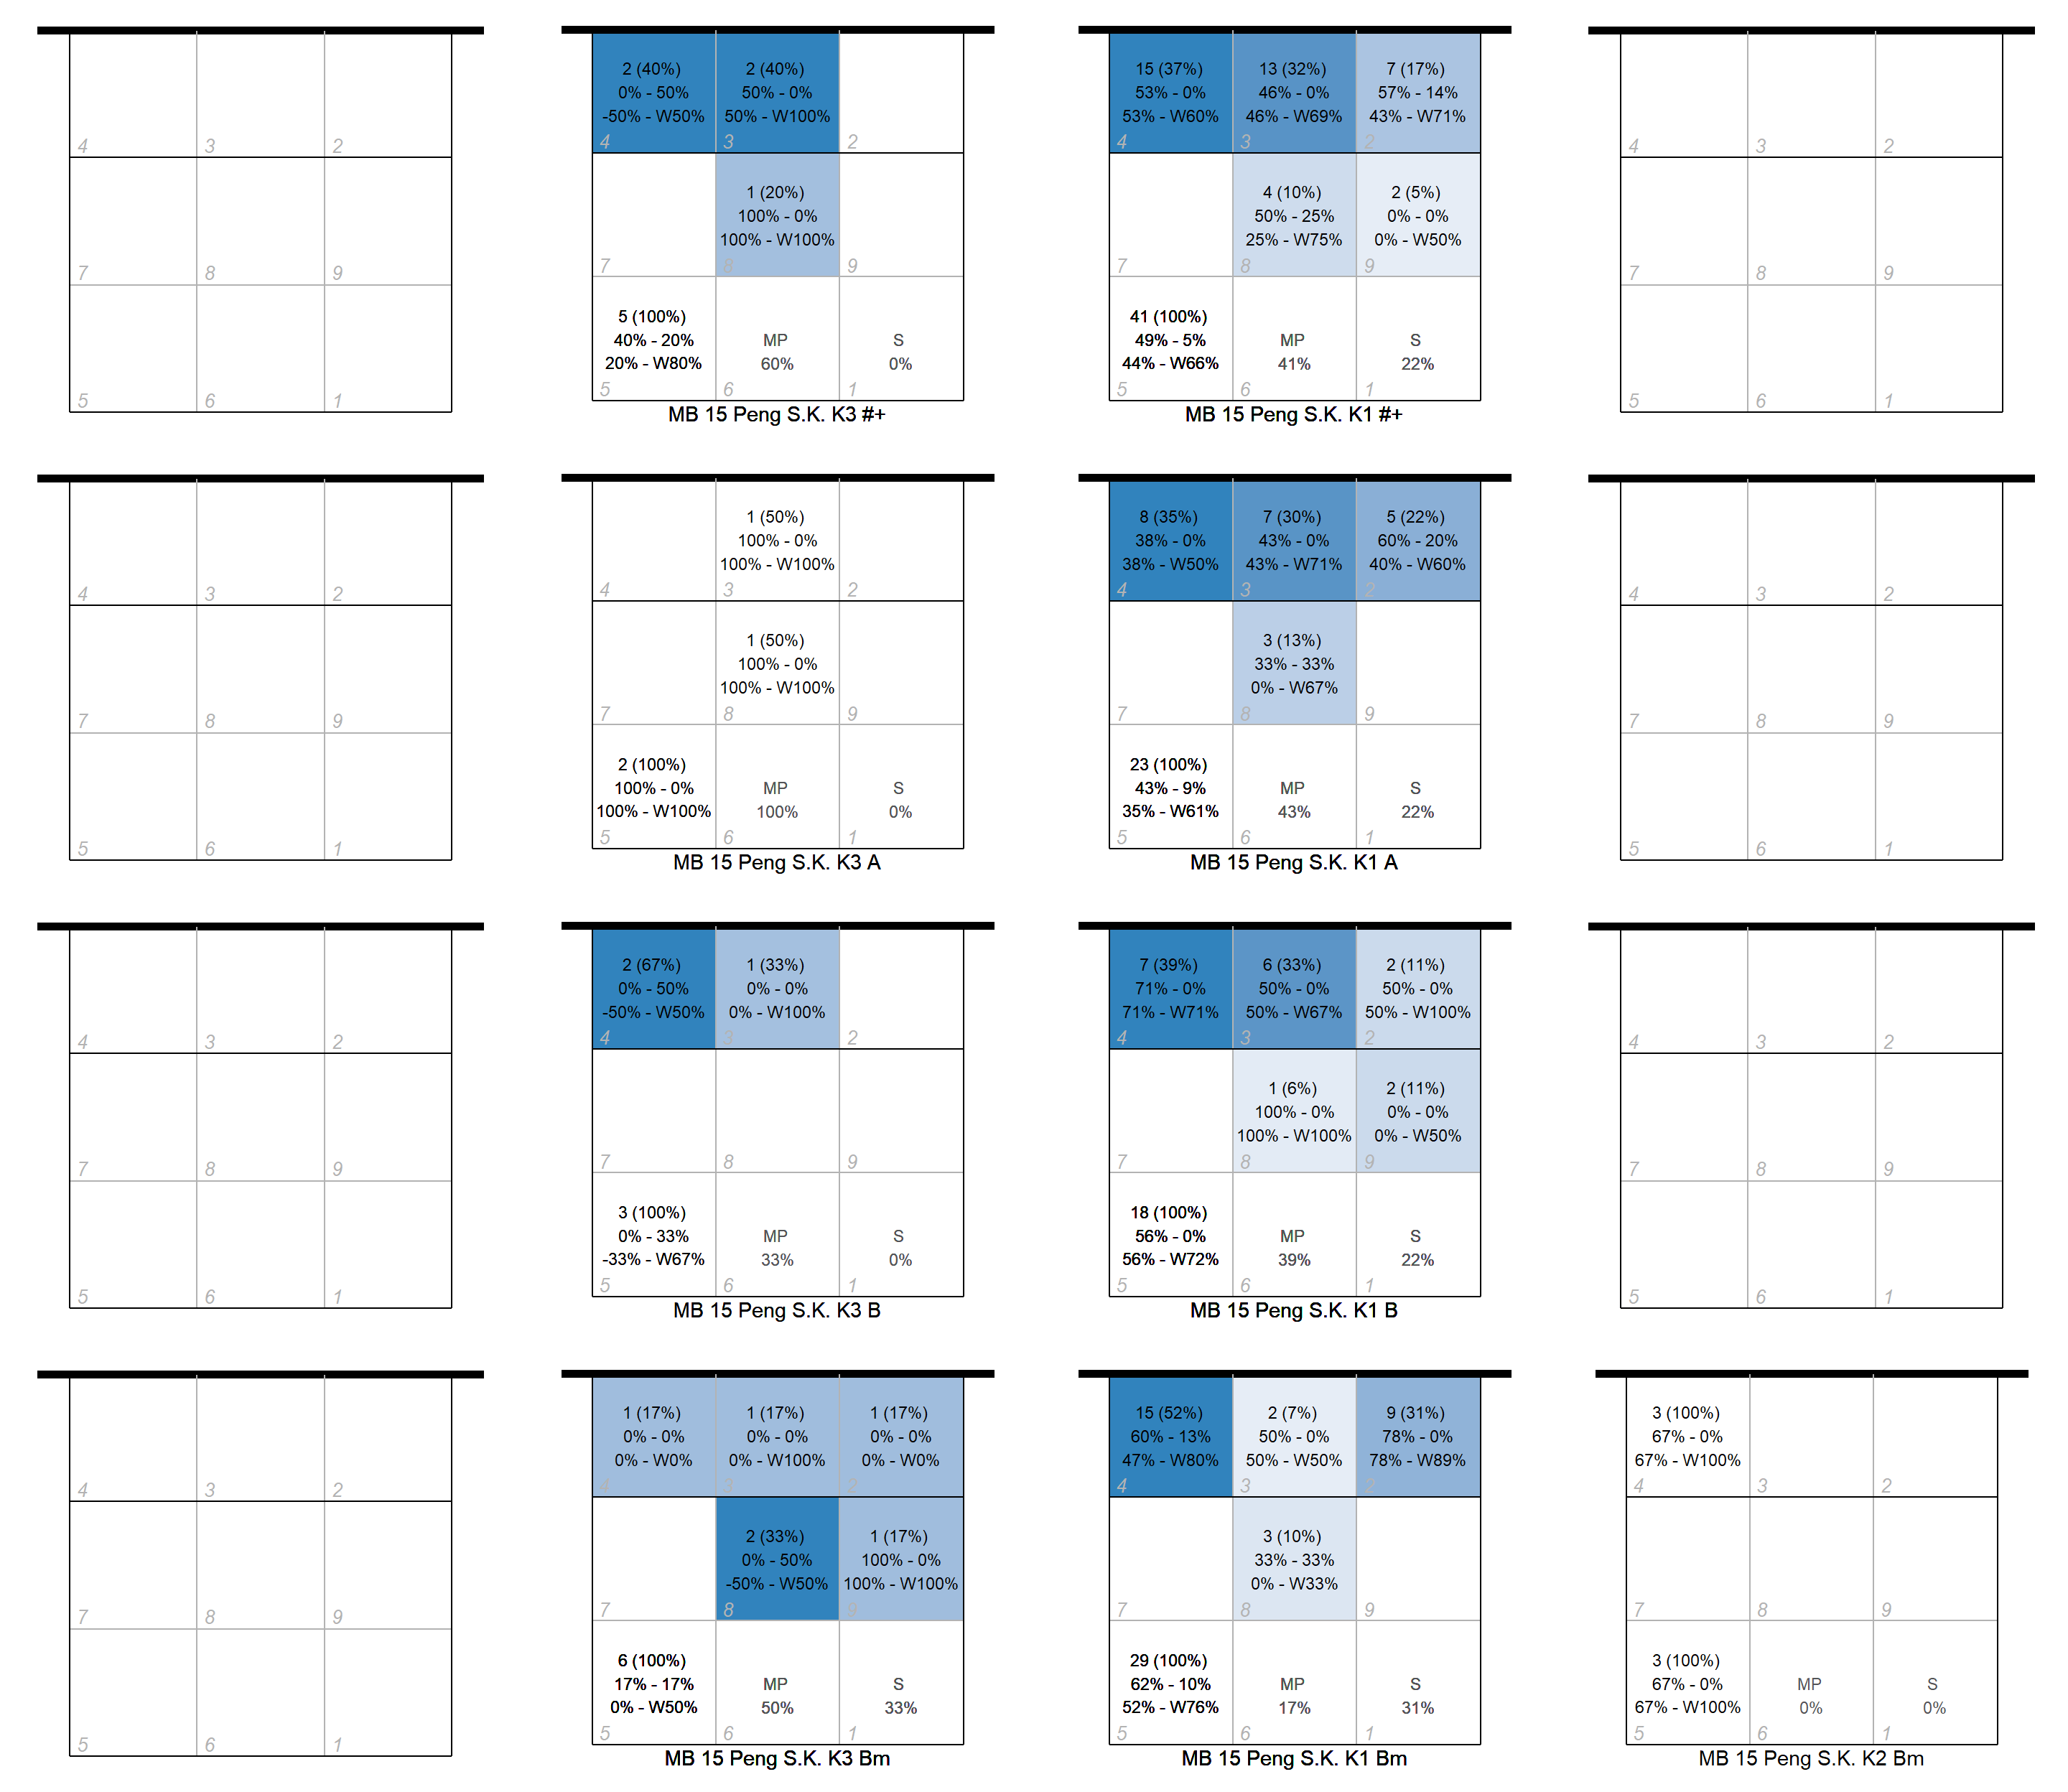 4
3
2
7
8
9
5
6
1
2 (40%)
0% - 50%
-50% - W50%
4
2 (40%)
50% - 0%
50% - W100%
3
2
7
1 (20%)
100% - 0%
100% - W100%
8
9
5 (100%)
40% - 20%
20% - W80%
5
MP
60%
6
S
0%
1
MB 15 Peng S.K. K3 #+
15 (37%)
53% - 0%
53% - W60%
4
13 (32%)
46% - 0%
46% - W69%
3
7 (17%)
57% - 14%
43% - W71%
2
7
4 (10%)
50% - 25%
25% - W75%
8
2 (5%)
0% - 0%
0% - W50%
9
41 (100%)
49% - 5%
44% - W66%
5
MP
41%
6
S
22%
1
MB 15 Peng S.K. K1 #+
4
3
2
7
8
9
5
6
1
4
3
2
7
8
9
5
6
1
4
1 (50%)
100% - 0%
100% - W100%
3
2
7
1 (50%)
100% - 0%
100% - W100%
8
9
2 (100%)
100% - 0%
100% - W100%
5
MP
100%
6
S
0%
1
MB 15 Peng S.K. K3 A
8 (35%)
38% - 0%
38% - W50%
4
7 (30%)
43% - 0%
43% - W71%
3
5 (22%)
60% - 20%
40% - W60%
2
7
3 (13%)
33% - 33%
0% - W67%
8
9
23 (100%)
43% - 9%
35% - W61%
5
MP
43%
6
S
22%
1
MB 15 Peng S.K. K1 A
4
3
2
7
8
9
5
6
1
4
3
2
7
8
9
5
6
1
2 (67%)
0% - 50%
-50% - W50%
4
1 (33%)
0% - 0%
0% - W100%
3
2
7
8
9
3 (100%)
0% - 33%
-33% - W67%
5
MP
33%
6
S
0%
1
MB 15 Peng S.K. K3 B
7 (39%)
71% - 0%
71% - W71%
4
6 (33%)
50% - 0%
50% - W67%
3
2 (11%)
50% - 0%
50% - W100%
2
7
1 (6%)
100% - 0%
100% - W100%
8
2 (11%)
0% - 0%
0% - W50%
9
18 (100%)
56% - 0%
56% - W72%
5
MP
39%
6
S
22%
1
MB 15 Peng S.K. K1 B
4
3
2
7
8
9
5
6
1
4
3
2
7
8
9
5
6
1
1 (17%)
0% - 0%
0% - W0%
4
1 (17%)
0% - 0%
0% - W100%
3
1 (17%)
0% - 0%
0% - W0%
2
7
2 (33%)
0% - 50%
-50% - W50%
8
1 (17%)
100% - 0%
100% - W100%
9
6 (100%)
17% - 17%
0% - W50%
5
MP
50%
6
S
33%
1
MB 15 Peng S.K. K3 Bm
15 (52%)
60% - 13%
47% - W80%
4
2 (7%)
50% - 0%
50% - W50%
3
9 (31%)
78% - 0%
78% - W89%
2
7
3 (10%)
33% - 33%
0% - W33%
8
9
29 (100%)
62% - 10%
52% - W76%
5
MP
17%
6
S
31%
1
MB 15 Peng S.K. K1 Bm
3 (100%)
67% - 0%
67% - W100%
4
3
2
7
8
9
3 (100%)
67% - 0%
67% - W100%
5
MP
0%
6
S
0%
1
MB 15 Peng S.K. K2 Bm